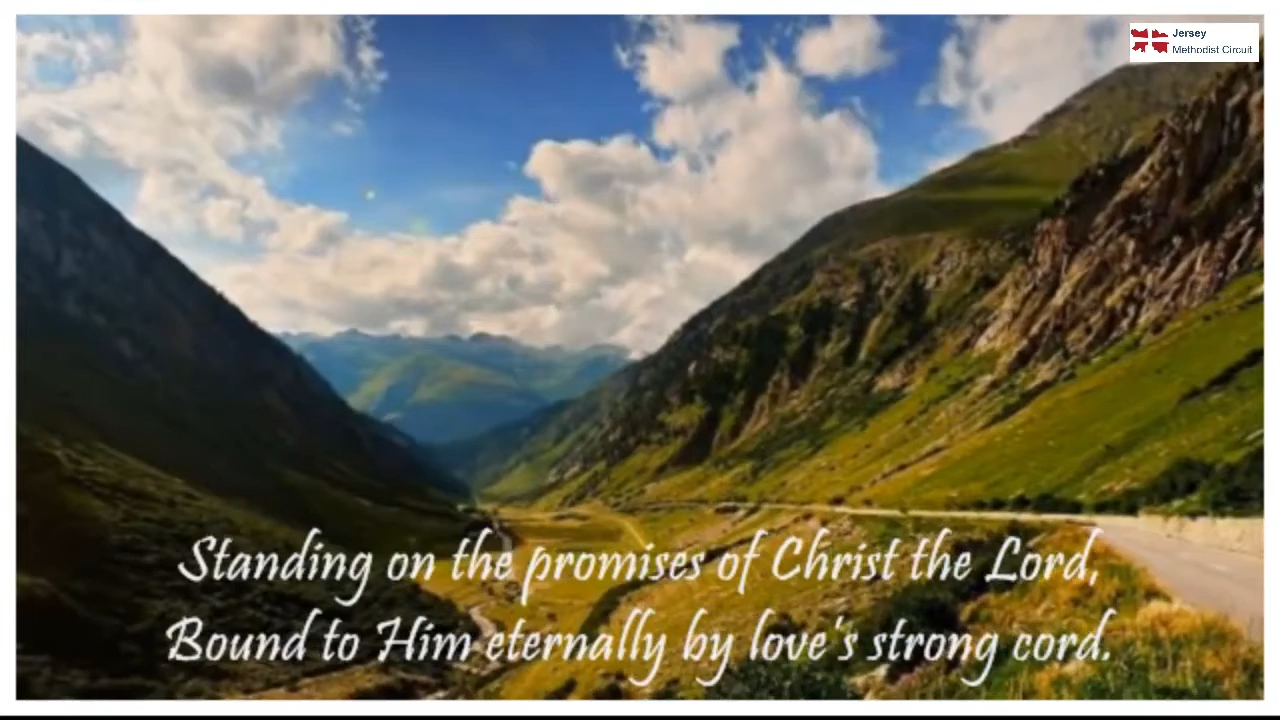 Jersey
Methodist Circuit
Standing on the promises of Christ the Lord,
Bound to Him eternally by love's strong cord.